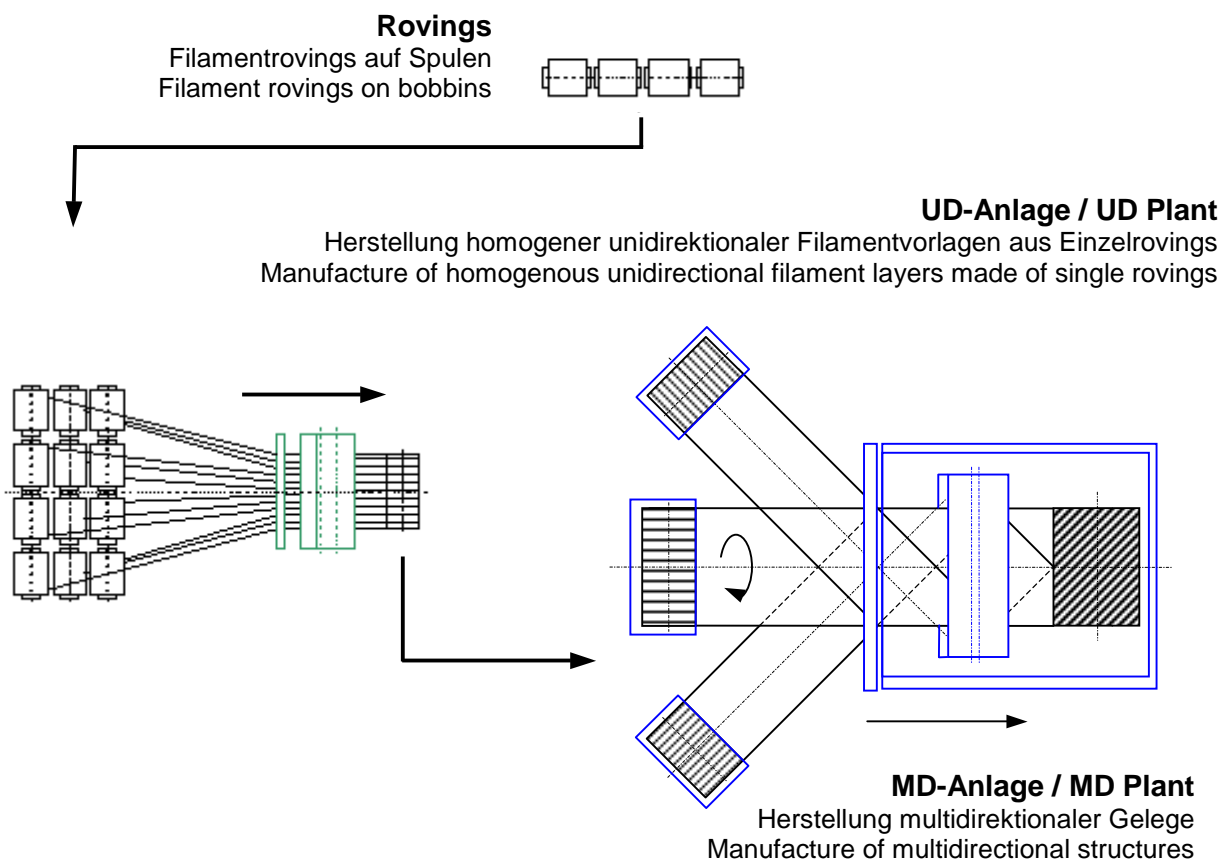 Rovings
Filamentrovings auf Spulen
Filament rovings on bobbins
UD-Anlage / UD Plant
Herstellung homogener unidirektionaler Filamentvorlagen aus Einzelrovings
Manufacture of homogenous unidirectional filament layers made of single rovings
MD-Anlage / MD Plant
Herstellung multidirektionaler Gelege
Manufacture of multidirectional structures